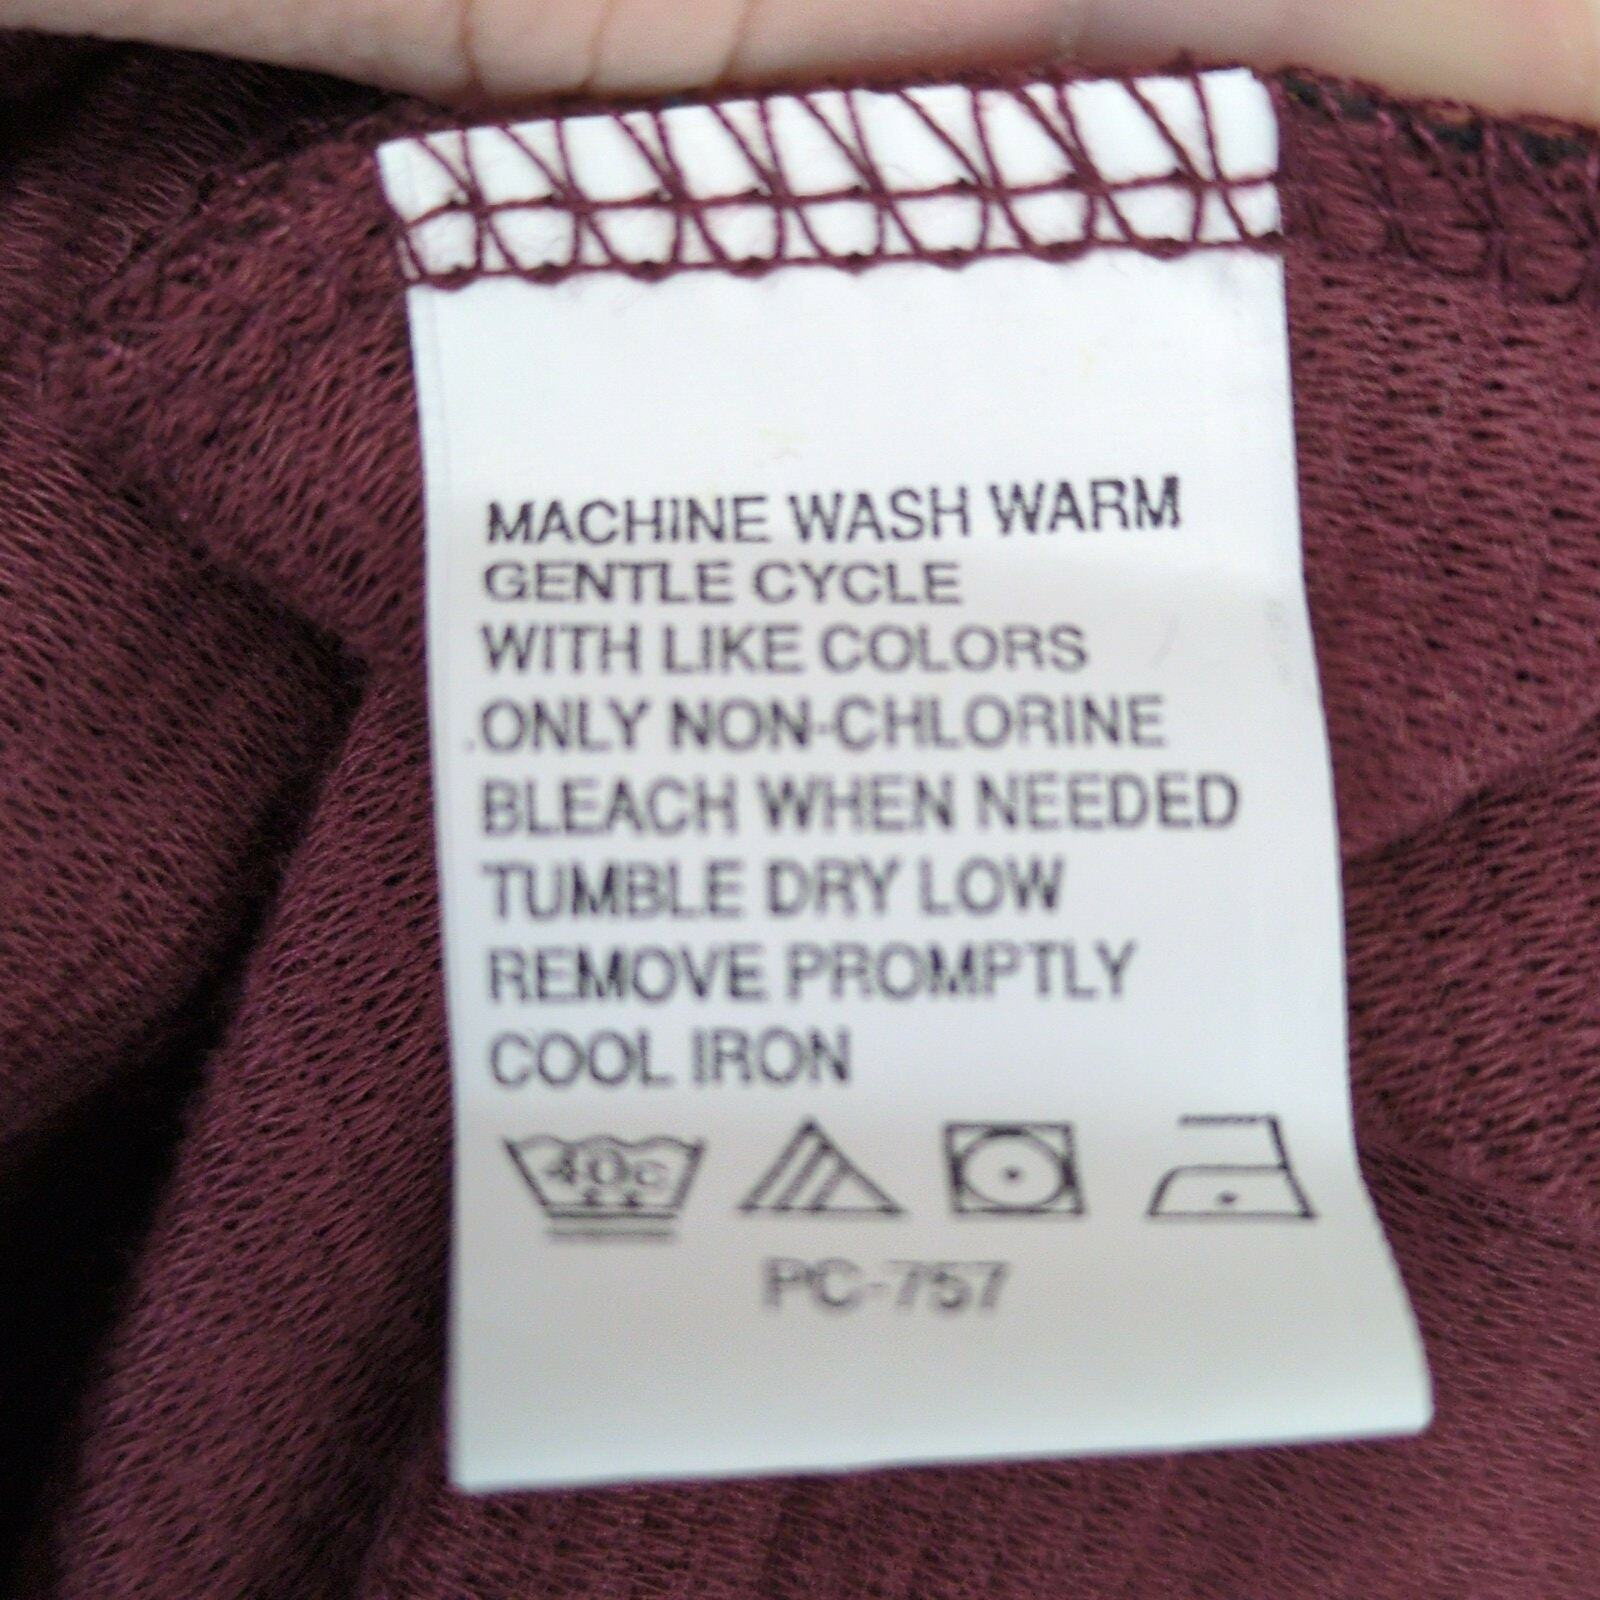 MACHINE WASH WARM
GENTLE CYCLE
WITH LIKE COLORS
ONLY NON-CHLORINE
BLEACH WHEN NEEDED
TUMBLE DRY LOW
REMOVE PROMPTLY
COOL IRON
40c
PC-757